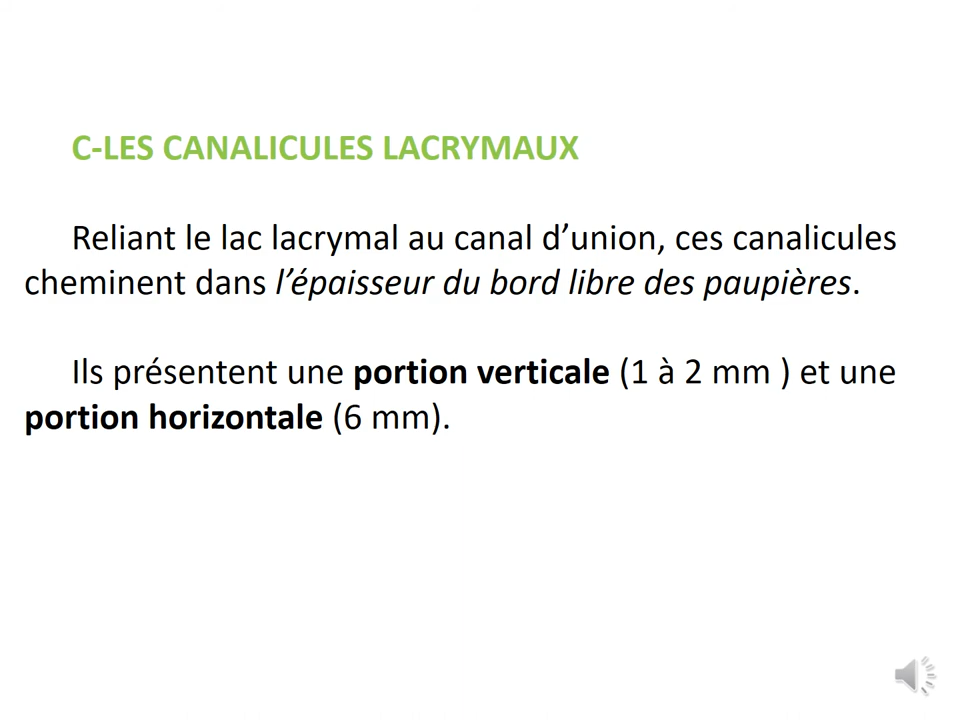 C-LES CANALICULES LACRYMAUX
Reliant le lac lacrymal au canal d’union, ces canalicules
cheminent dans l’épaisseur du bord libre des paupières.
Ils présentent une portion verticale (1 à 2 mm ) et une
portion horizontale (6 mm).